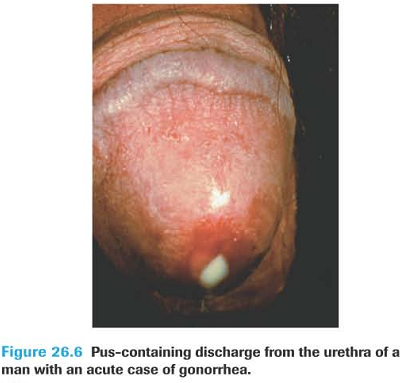 Figure 26.6 Pus-containing discharge from the urethra of a
man with an acute case of gonorrhea.